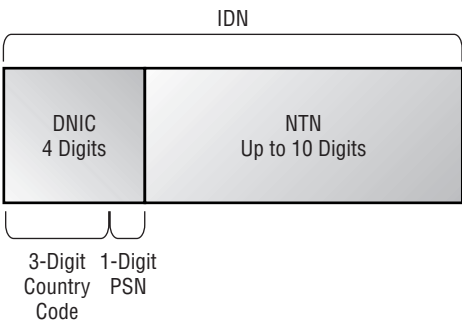 IDN
DNIC
4 Digits
NTN
Up to 10 Digits
3-Digit
Country
Code
1-Digit
PSN